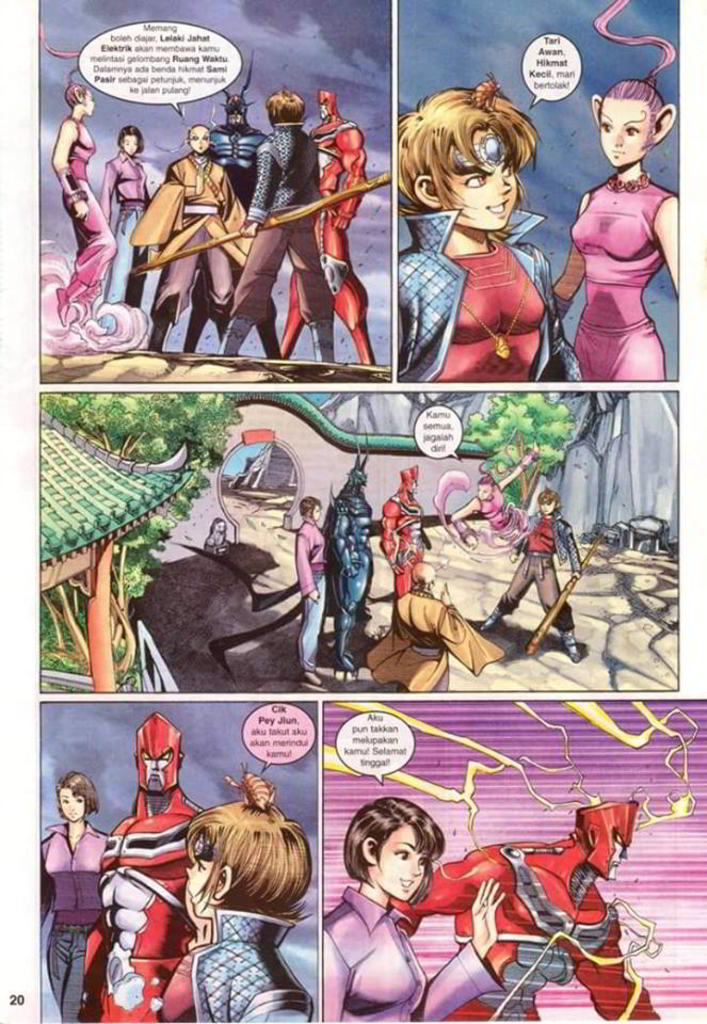 Memang
boleh diajar, Lelaki Jahat
Elektrik akan membawa kamu
melintasi gelombang Ruang Waktu.
Dalamnya ada benda hikmat Sami
Pasir sebagai petunjuk, menunjuk
ke jalan pulang!
Tari
Awan,
Hikmat
Kecil, mari
bertolak!
Kamu
semua,
jagalah
diri!
Cik
Pey Jiun,
aku takut aku
akan merindui
kamu!
Aku
pun takkan
melupakan
kamu! Selamat
tinggal!
20